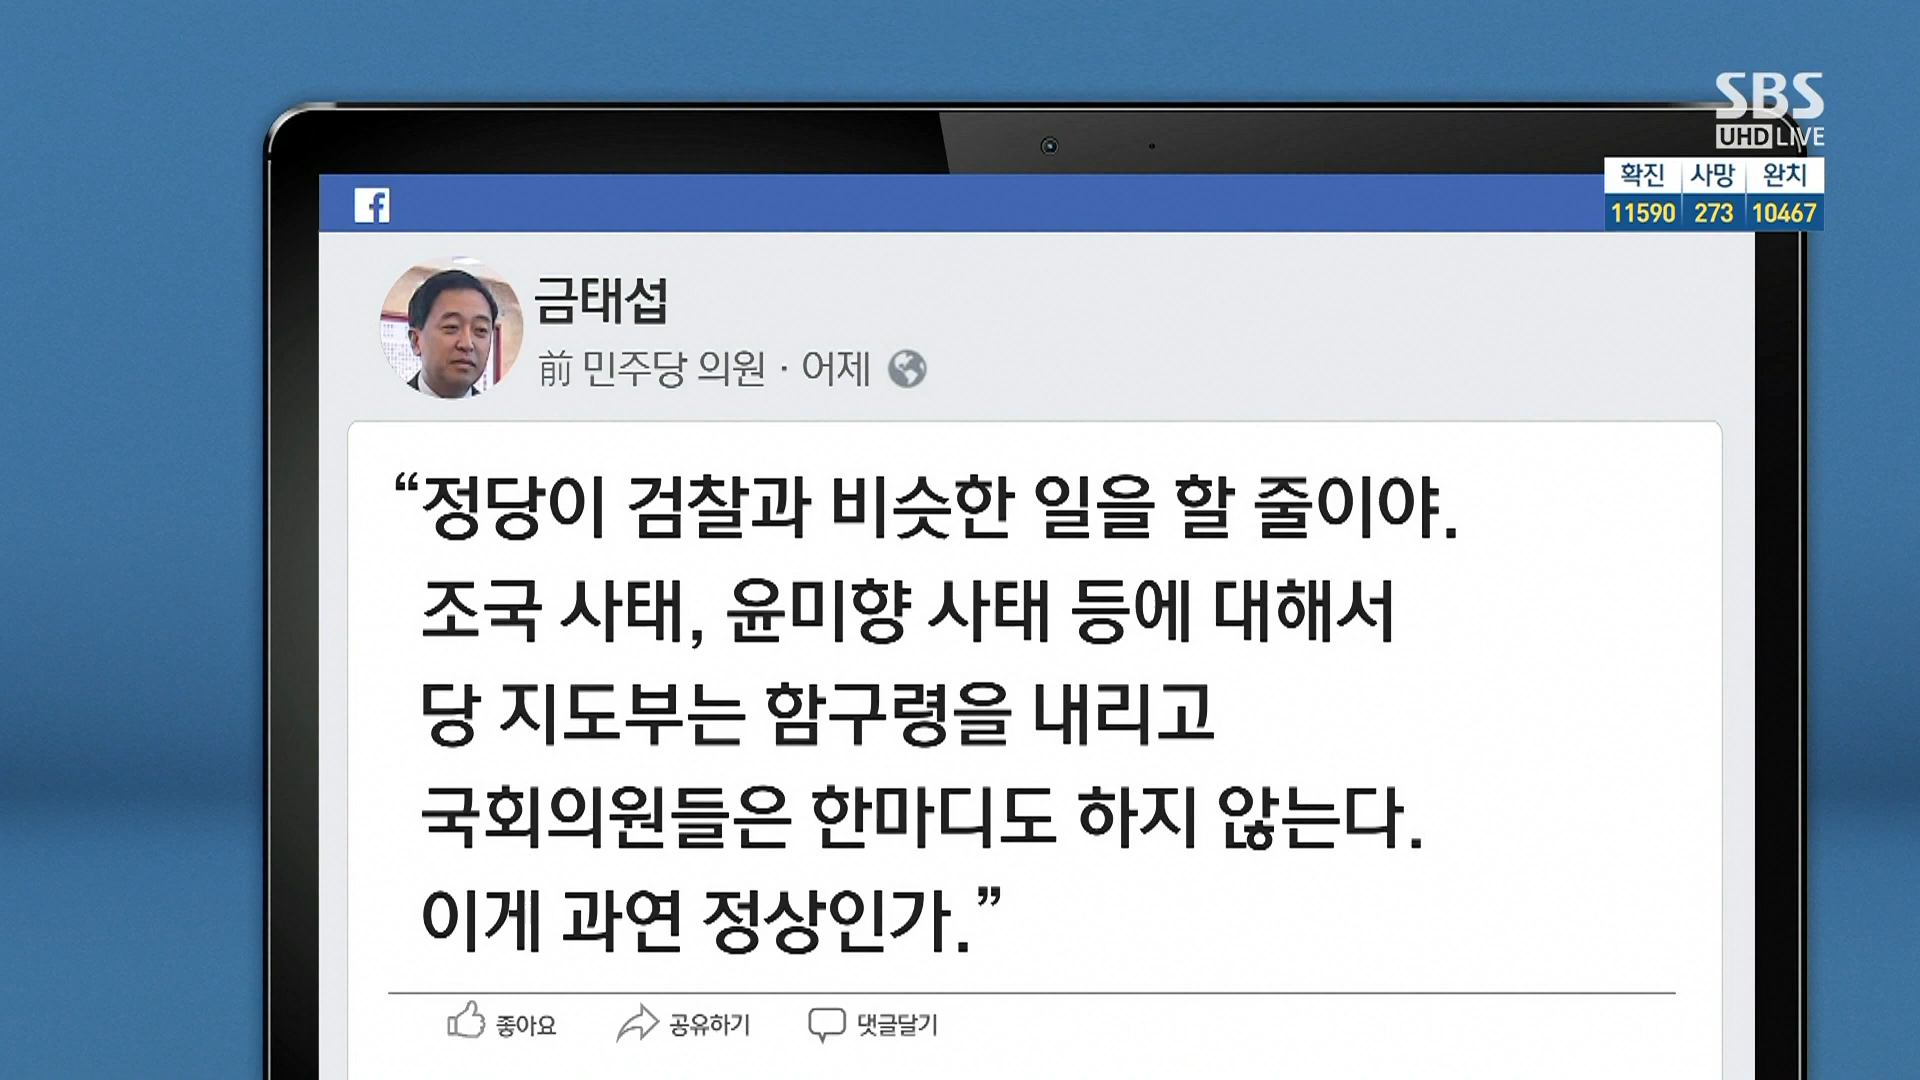 SBS
UHD LIVE
확진 사망 완치
11590 273 10467
f
금태섭
前 민주당 의원 · 어제
“정당이 검찰과 비슷한 일을 할 줄이야.
조국 사태, 윤미향 사태 등에 대해서
당 지도부는 함구령을 내리고
국회의원들은 한마디도 하지 않는다.
이게 과연 정상인가.”
좋아요 공유하기 댓글달기